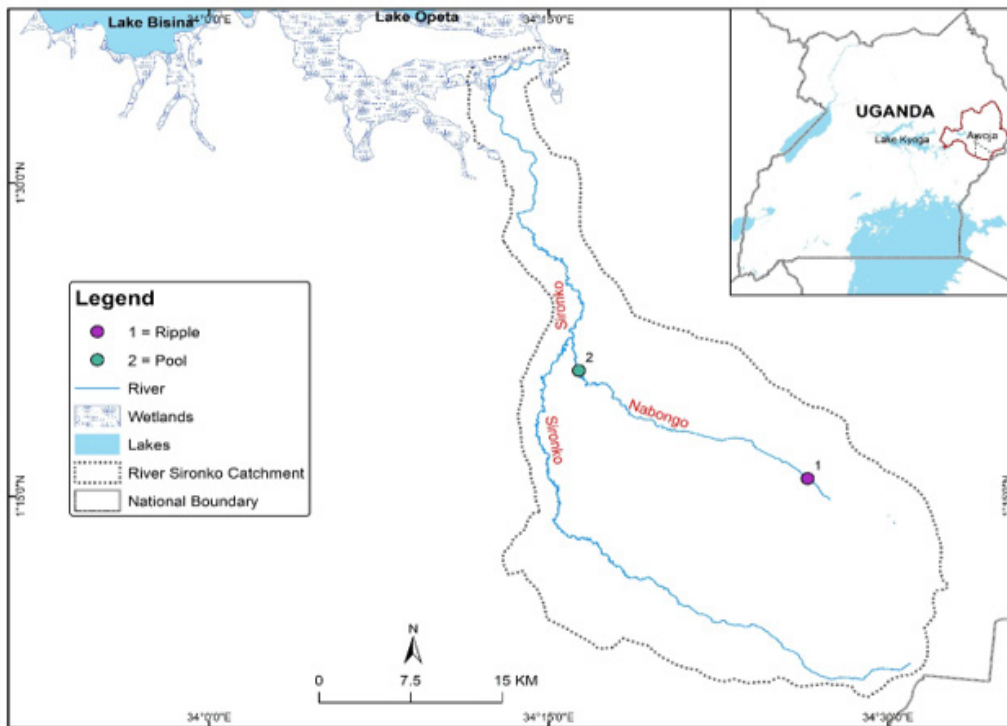 Lake Bisina
Lake Opeta
34°0'0"E
34°15'0"E
UGANDA
Lake Kyoga
Awoja
1°30'N
Legend
1 = Ripple
2 = Pool
River
Wetlands
Lakes
River Sironko Catchment
National Boundary
Sironko
2
Nabongo
Sironko
1
1°15'N
N
0
7.5
15 KM
34°0'0"E
34°15'0"E
34°30'0"E